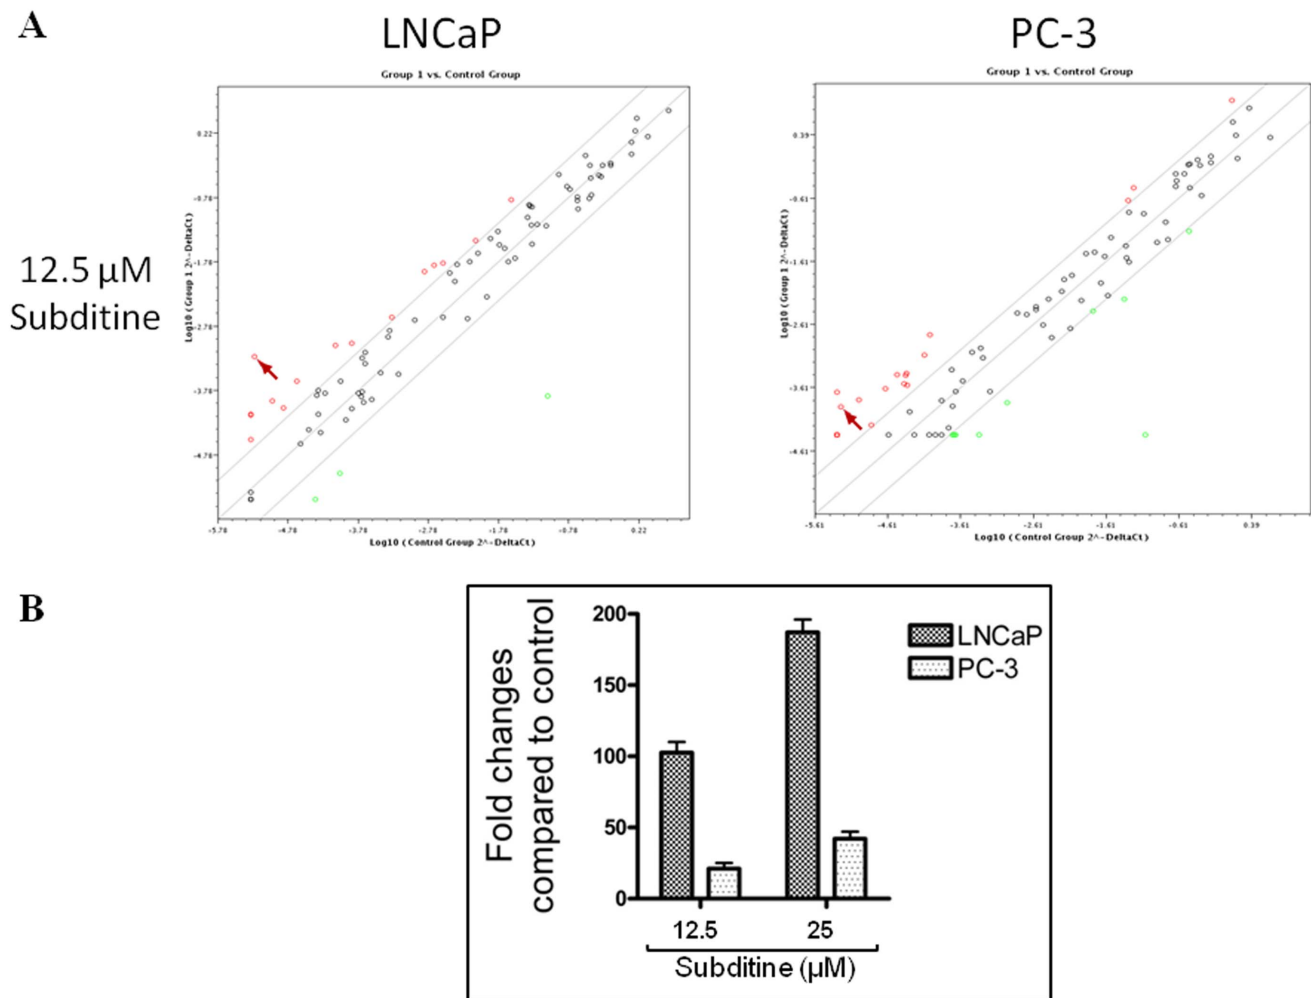 A
LNCaP
PC-3
Group 1 vs. Control Group
Group 1 vs. Control Group
12.5 µM
Subditine
Log10 (Group 1 2^-DeltaCt)
0.22
-0.78
-1.78
-2.78
-3.78
-4.78
-5.78
-4.78
-3.78
-2.78
-1.78
-0.78
0.22
Log10 (Control Group 2^-DeltaCt)
Log10 (Group 1 2^-DeltaCt)
0.39
-0.61
-1.61
-2.61
-3.61
-4.61
-5.61
-4.61
-3.61
-2.61
-1.61
-0.61
0.39
Log10 (Control Group 2^-DeltaCt)
B
Fold changes
compared to control
200
150
100
50
0
LNCaP
PC-3
12.5
25
Subditine (µM)